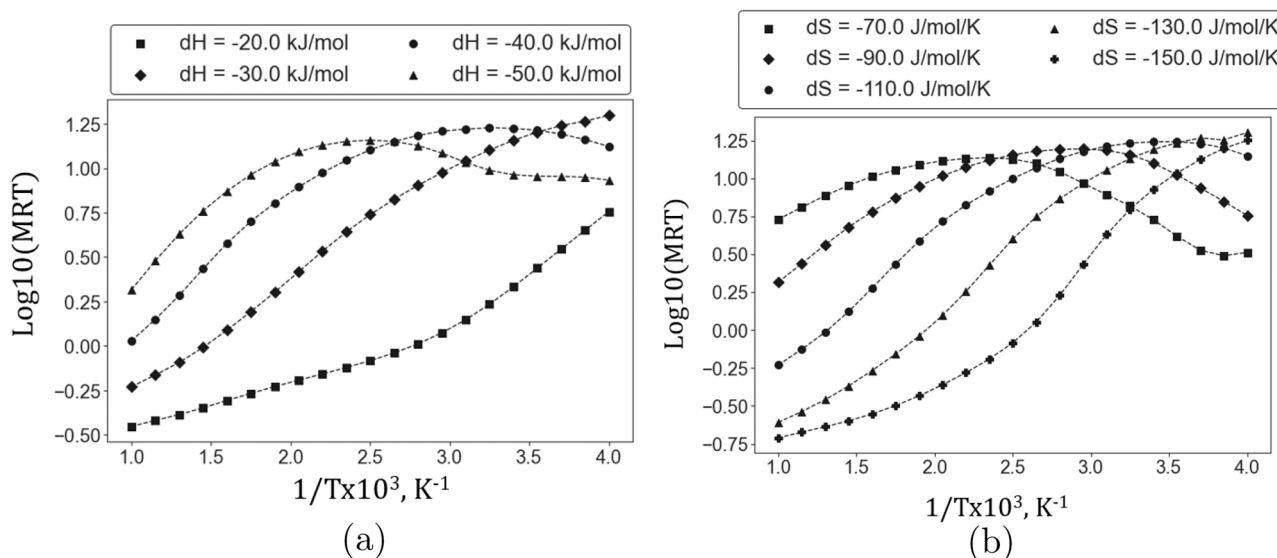 dH = -20.0 kJ/mol
dH = -40.0 kJ/mol
dH = -30.0 kJ/mol
dH = -50.0 kJ/mol
1.25
1.00
0.75
0.50
0.25
0.00
−0.25
−0.50
Log10(MRT)
1.0 1.5 2.0 2.5 3.0 3.5 4.0
1/Tx10³, K⁻¹
(a)
dS = -70.0 J/mol/K
dS = -130.0 J/mol/K
dS = -90.0 J/mol/K
dS = -150.0 J/mol/K
dS = -110.0 J/mol/K
1.25
1.00
0.75
0.50
0.25
0.00
−0.25
−0.50
−0.75
Log10(MRT)
1.0 1.5 2.0 2.5 3.0 3.5 4.0
1/Tx10³, K⁻¹
(b)